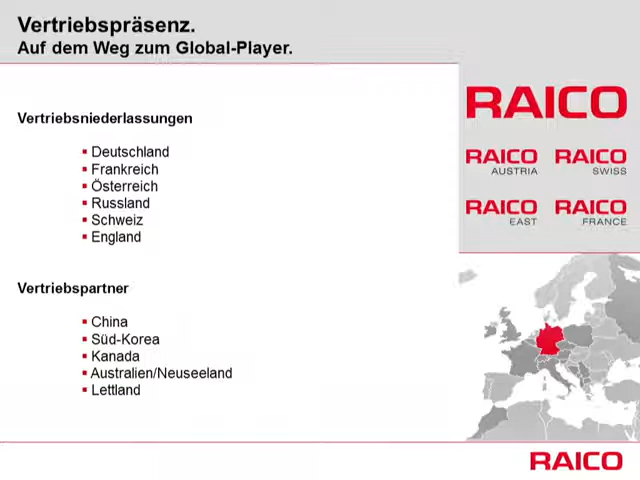 Vertriebspräsenz.
Auf dem Weg zum Global-Player.
Vertriebsniederlassungen
Deutschland
Frankreich
Österreich
Russland
Schweiz
England
Vertriebspartner
China
Süd-Korea
Kanada
Australien/Neuseeland
Lettland
RAICO
RAICO RAICO
AUSTRIA SWISS
RAICO RAICO
EAST FRANCE
RAICO